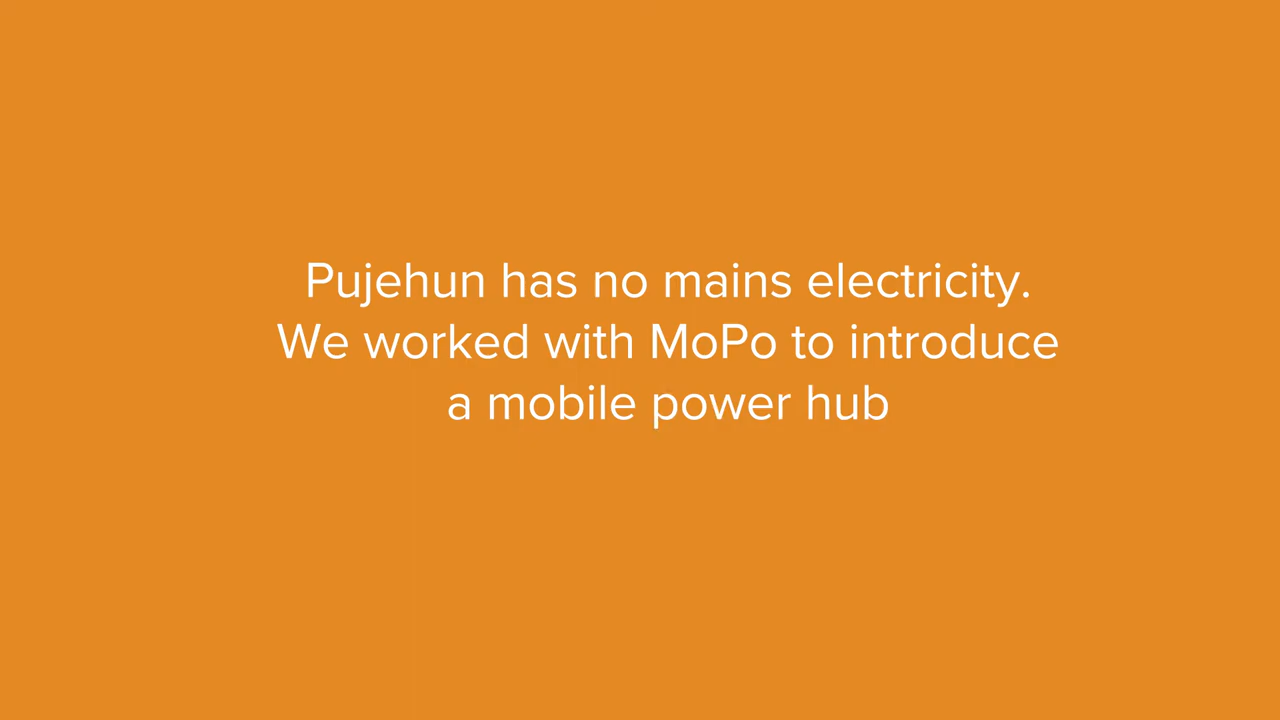 Pujehun has no mains electricity.
We worked with MoPo to introduce
a mobile power hub